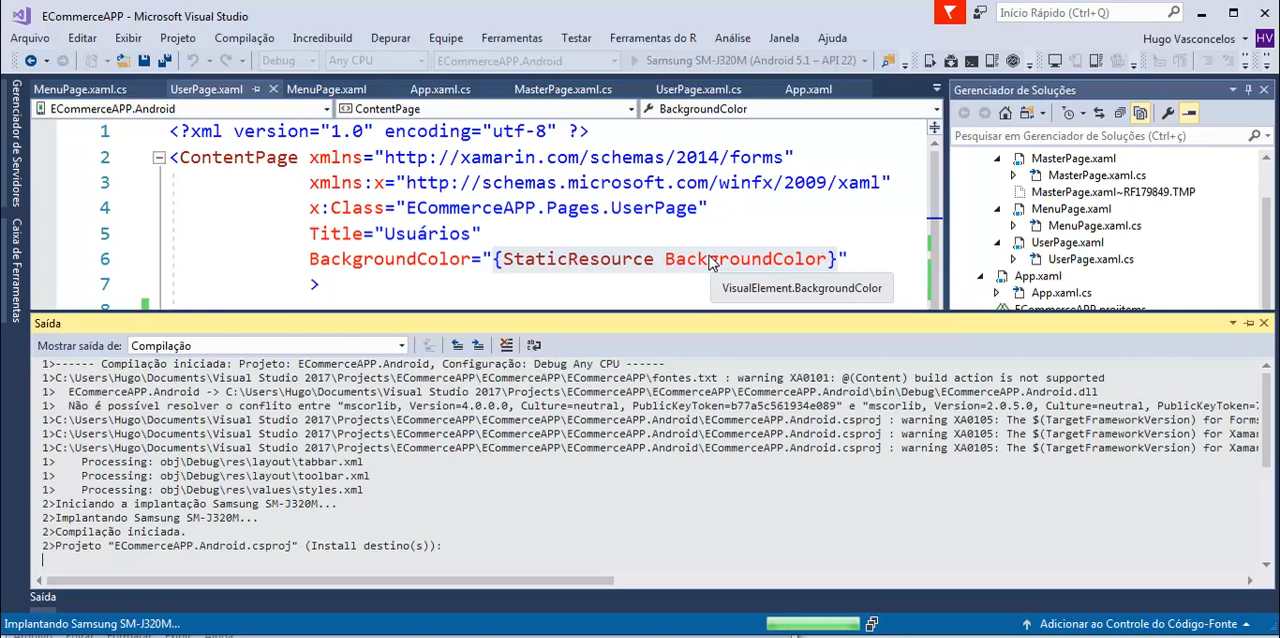 ECommerceAPP - Microsoft Visual Studio
Início Rápido (Ctrl+Q)
Arquivo Editar Exibir Projeto Compilação Incredibuild Depurar Equipe Ferramentas Testar Ferramentas do R Análise Janela Ajuda
Hugo Vasconcelos HV
Debug Any CPU ECommerceAPP.Android Samsung SM-J320M (Android 5.1 - API 22)
Gerenciador de Servidores
Caixa de Ferramentas
MenuPage.xaml.cs UserPage.xaml MenuPage.xaml App.xaml.cs MasterPage.xaml UserPage.xaml.cs App.xaml
ECommerceAPP.Android ContentPage BackgroundColor
1 <?xml version="1.0" encoding="utf-8" ?>
2 <ContentPage xmlns="http://xamarin.com/schemas/2014/forms"
3 xmlns:x="http://schemas.microsoft.com/winfx/2009/xaml"
4 x:Class="ECommerceAPP.Pages.UserPage"
5 Title="Usuários"
6 BackgroundColor="{StaticResource BackgroundColor}"
7 >
VisualElement.BackgroundColor
Gerenciador de Soluções
Pesquisar em Gerenciador de Soluções (Ctrl+ç)
MasterPage.xaml
MasterPage.xaml.cs
MasterPage.xaml~RF179849.TMP
MenuPage.xaml
MenuPage.xaml.cs
UserPage.xaml
UserPage.xaml.cs
App.xaml
App.xaml.cs
ECommerceAPP.projitems
Saída
Mostrar saída de: Compilação
1>------ Compilação iniciada: Projeto: ECommerceAPP.Android, Configuração: Debug Any CPU ------
1>C:\Users\Hugo\Documents\Visual Studio 2017\Projects\ECommerceAPP\ECommerceAPP\ECommerceAPP\fontes.txt : warning XA0101: @(Content) build action is not supported
1> ECommerceAPP.Android -> C:\Users\Hugo\Documents\Visual Studio 2017\Projects\ECommerceAPP\ECommerceAPP\ECommerceAPP.Android\bin\Debug\ECommerceAPP.Android.dll
1> Não é possível resolver o conflito entre "mscorlib, Version=4.0.0.0, Culture=neutral, PublicKeyToken=b77a5c561934e089" e "mscorlib, Version=2.0.5.0, Culture=neutral, PublicKeyToken=7
1>C:\Users\Hugo\Documents\Visual Studio 2017\Projects\ECommerceAPP\ECommerceAPP\ECommerceAPP.Android\ECommerceAPP.Android.csproj : warning XA0105: The $(TargetFrameworkVersion) for Form
1>C:\Users\Hugo\Documents\Visual Studio 2017\Projects\ECommerceAPP\ECommerceAPP\ECommerceAPP.Android\ECommerceAPP.Android.csproj : warning XA0105: The $(TargetFrameworkVersion) for Xama
1>C:\Users\Hugo\Documents\Visual Studio 2017\Projects\ECommerceAPP\ECommerceAPP\ECommerceAPP.Android\ECommerceAPP.Android.csproj : warning XA0105: The $(TargetFrameworkVersion) for Xama
1> Processing: obj\Debug\res\layout\tabbar.xml
1> Processing: obj\Debug\res\layout\toolbar.xml
1> Processing: obj\Debug\res\values\styles.xml
2>Iniciando a implantação Samsung SM-J320M...
2>Implantando Samsung SM-J320M...
2>Compilação iniciada.
2>Projeto "ECommerceAPP.Android.csproj" (Install destino(s)):
Saída
Implantando Samsung SM-J320M...
Adicionar ao Controle do Código-Fonte